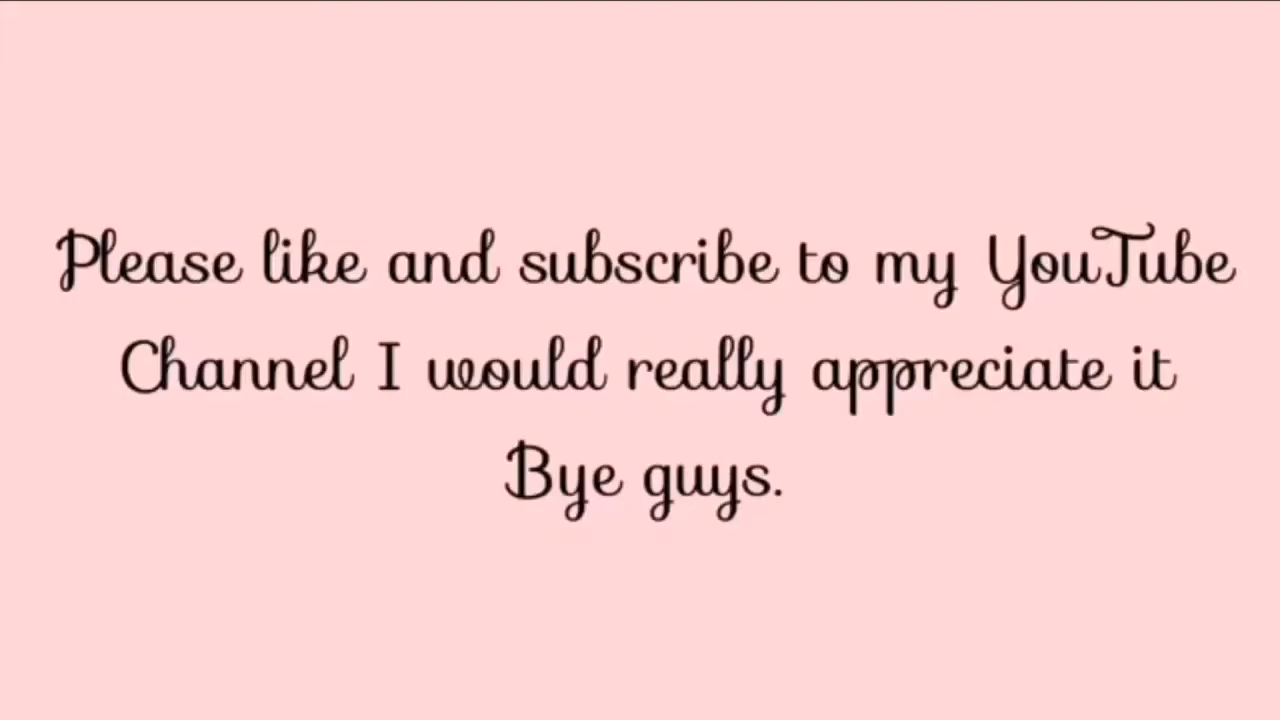 Please like and subscribe to my YouTube
Channel I would really appreciate it
Bye guys.